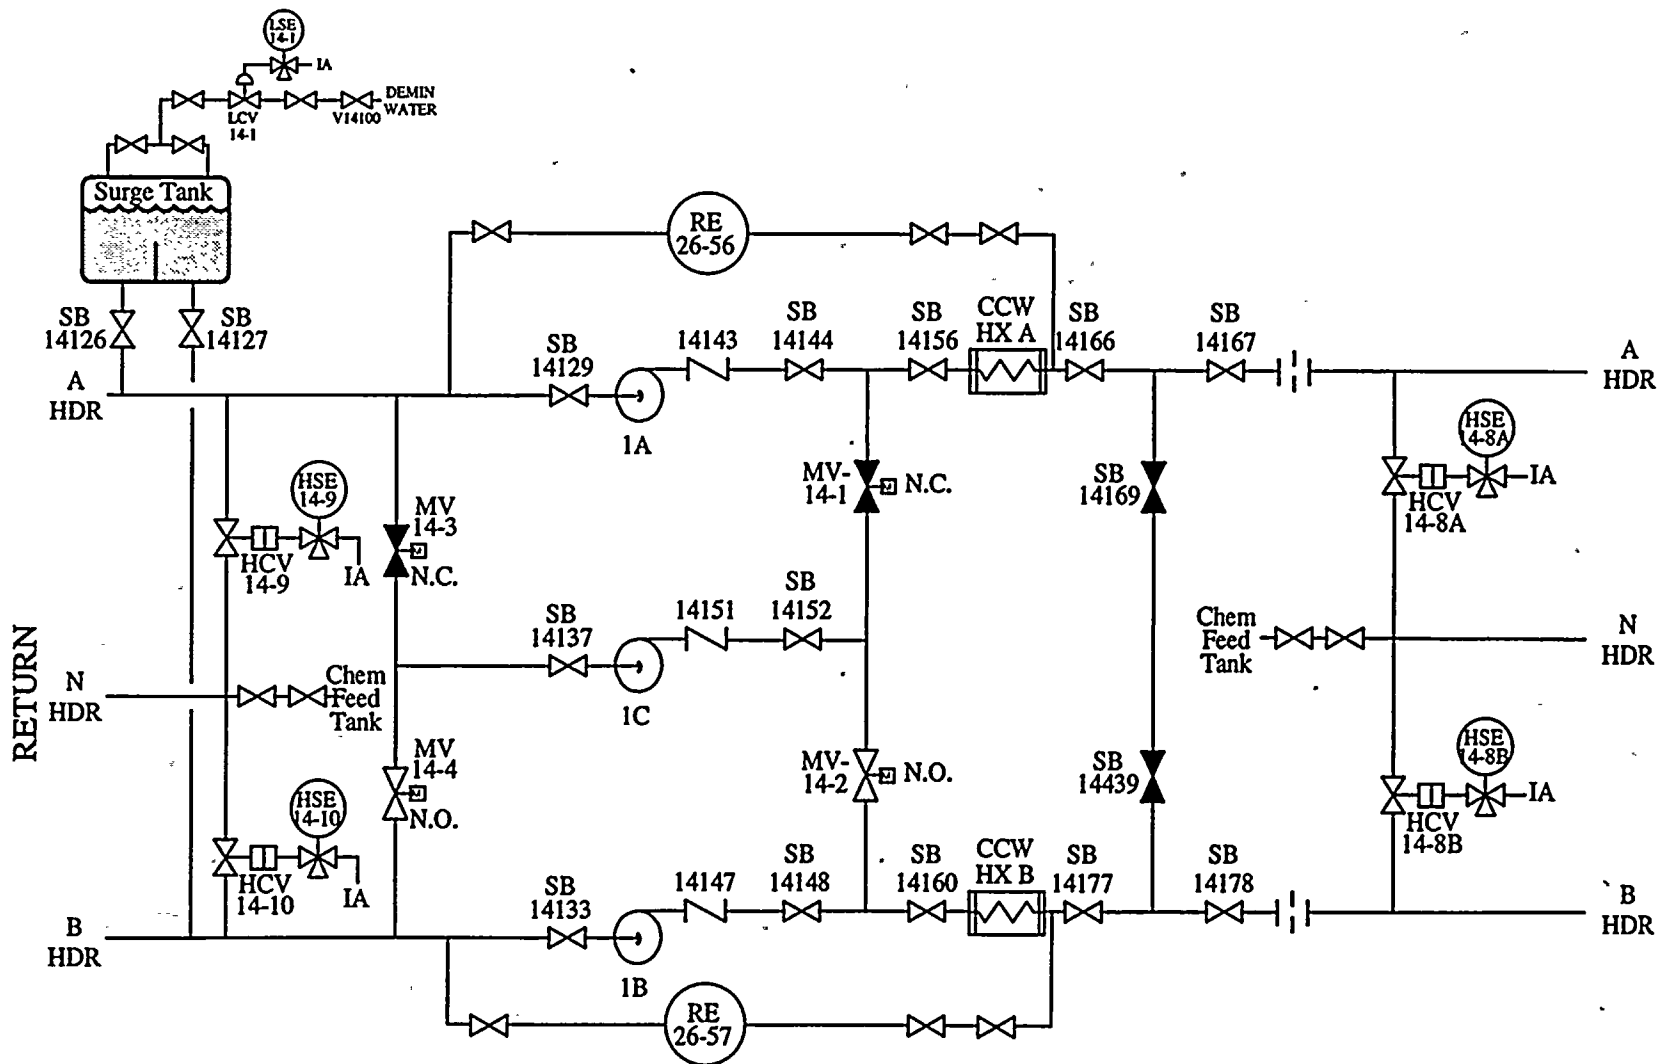 LSE
14-1
IA
DEMIN
WATER
LCV
14-1
V14100
Surge Tank
RE
26-56
SB
14126
SB
14127
SB
14129
14143
SB
14144
SB
14156
CCW
HX A
SB
14166
SB
14167
A
HDR
A
HDR
1A
HSE
14-8A
IA
HCV
14-8A
HSE
14-9
HCV
14-9
IA
MV
14-3
N.C.
MV-
14-1
N.C.
SB
14169
SB
14137
14151
SB
14152
1C
Chem
Feed
Tank
N
HDR
RETURN
N
HDR
Chem
Feed
Tank
MV
14-4
N.O.
MV-
14-2
N.O.
SB
14439
HSE
14-8B
IA
HCV
14-8B
HSE
14-10
HCV
14-10
IA
SB
14133
14147
SB
14148
SB
14160
CCW
HX B
SB
14177
SB
14178
B
HDR
B
HDR
1B
RE
26-57
M
M
M
M